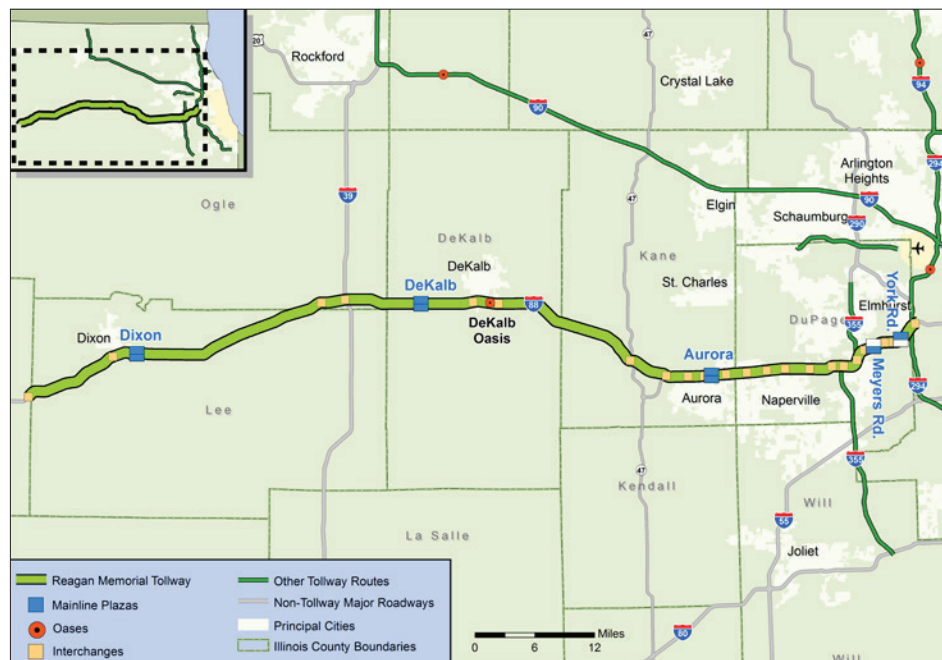 20
Rockford
47
Crystal Lake
94
90
294
39
Arlington
Heights
90
Elgin
Schaumburg
290
Ogle
47
DeKalb
DeKalb
Kane
St. Charles
DeKalb
88
DeKalb
Oasis
York Rd.
Elmhurst
DuPage
355
Dixon
Dixon
Aurora
Meyers Rd.
Lee
Aurora
Naperville
294
355
47
Kendall
Will
55
La Salle
Joliet
80
Will
Reagan Memorial Tollway
Mainline Plazas
Oases
Interchanges
Other Tollway Routes
Non-Tollway Major Roadways
Principal Cities
Illinois County Boundaries
Miles
0 6 12